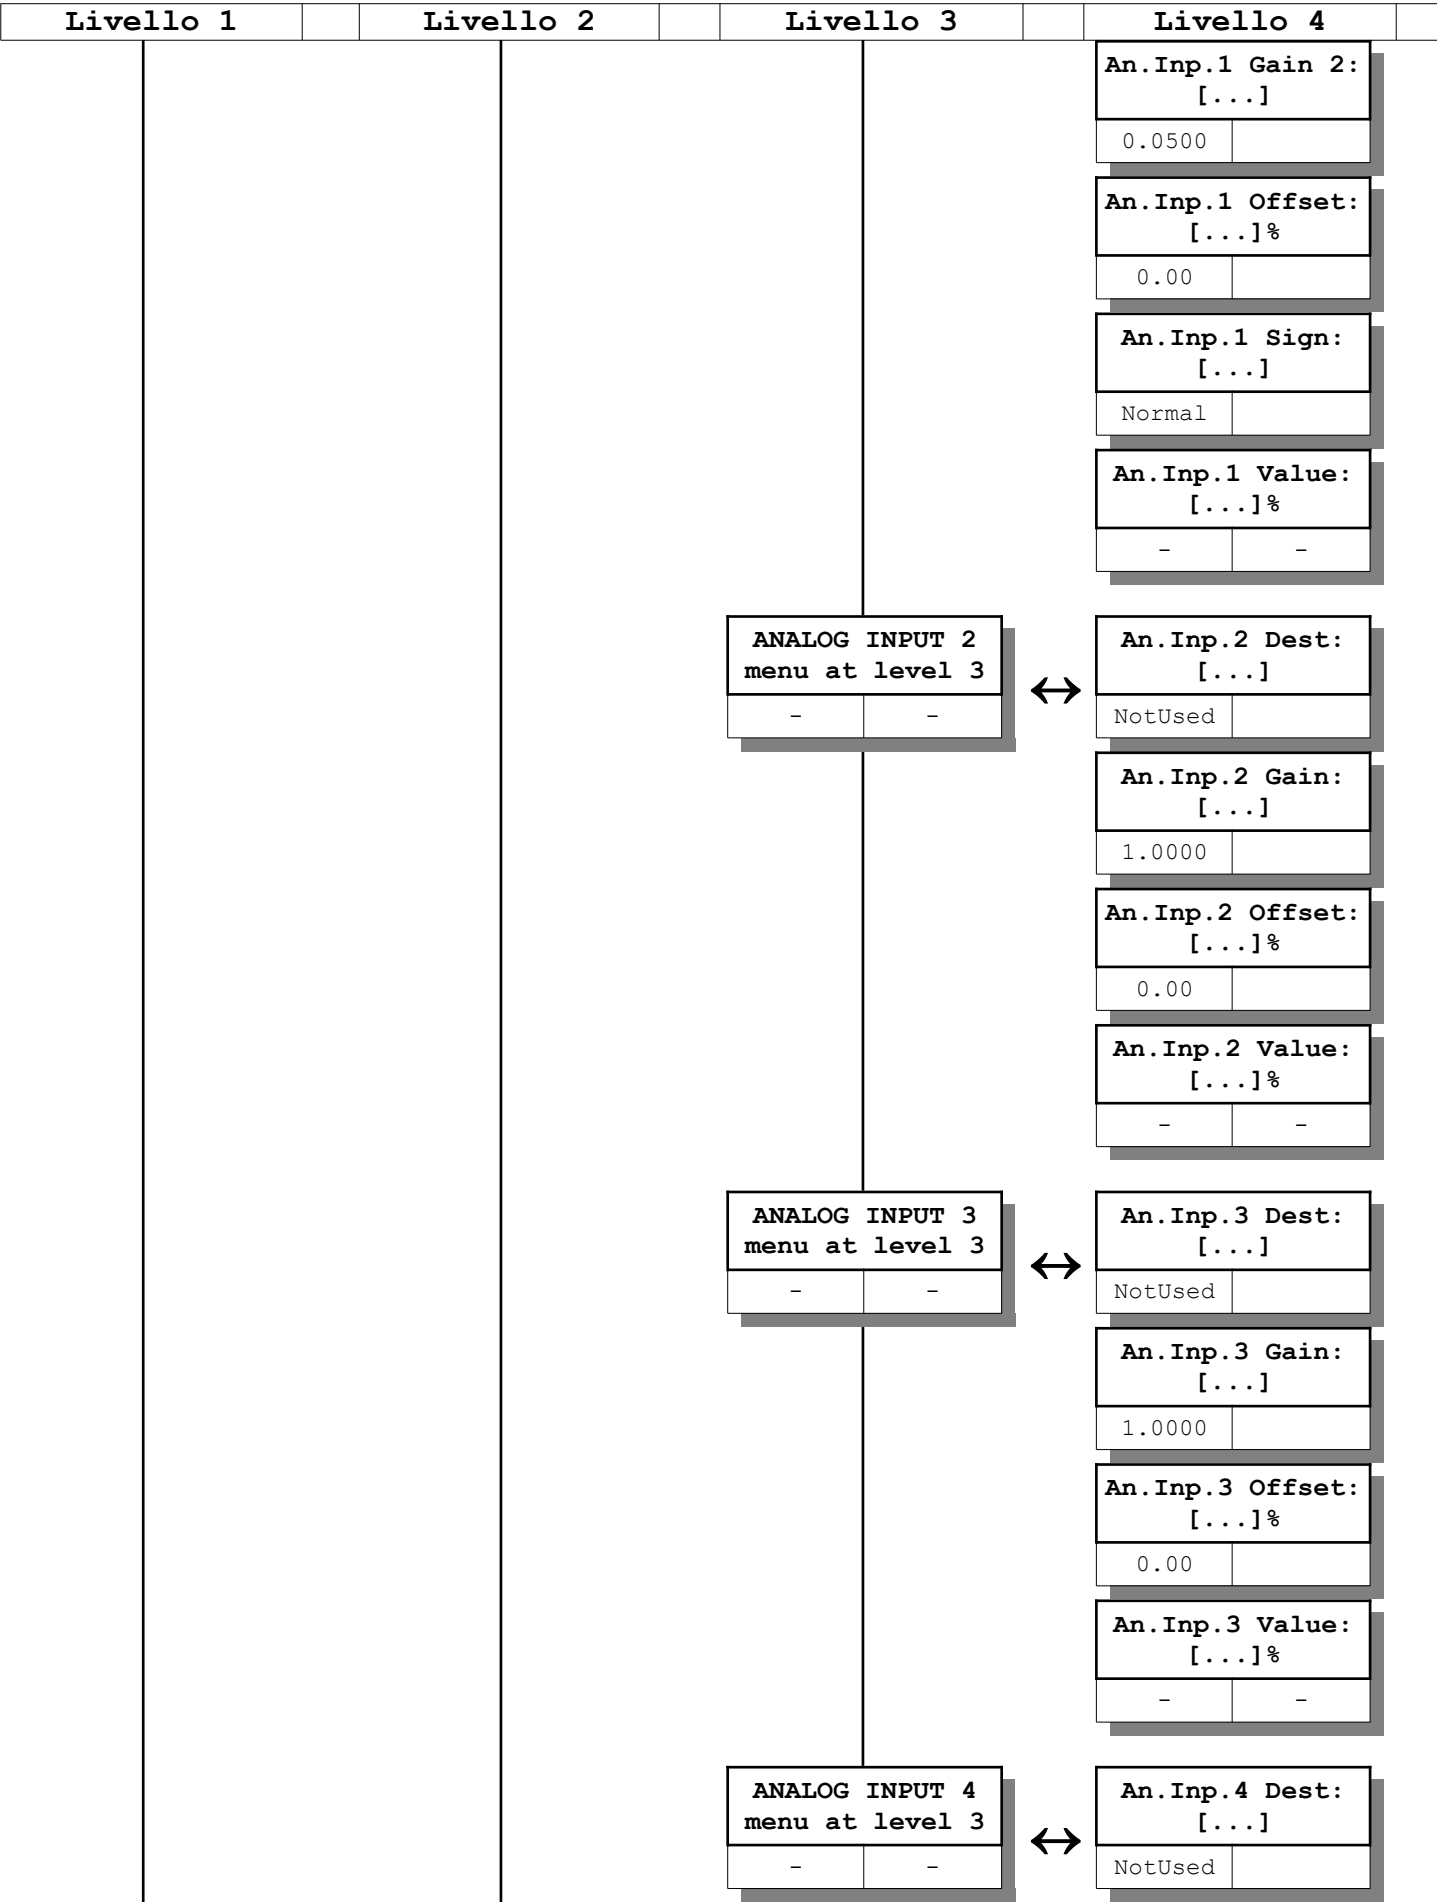 Livello 1 Livello 2 Livello 3 Livello 4
An.Inp.1 Gain 2:
[...]
0.0500
An.Inp.1 Offset:
[...]%
0.00
An.Inp.1 Sign:
[...]
Normal
An.Inp.1 Value:
[...]%
- -
ANALOG INPUT 2
menu at level 3
- -
↔
An.Inp.2 Dest:
[...]
NotUsed
An.Inp.2 Gain:
[...]
1.0000
An.Inp.2 Offset:
[...]%
0.00
An.Inp.2 Value:
[...]%
- -
ANALOG INPUT 3
menu at level 3
- -
↔
An.Inp.3 Dest:
[...]
NotUsed
An.Inp.3 Gain:
[...]
1.0000
An.Inp.3 Offset:
[...]%
0.00
An.Inp.3 Value:
[...]%
- -
ANALOG INPUT 4
menu at level 3
- -
↔
An.Inp.4 Dest:
[...]
NotUsed